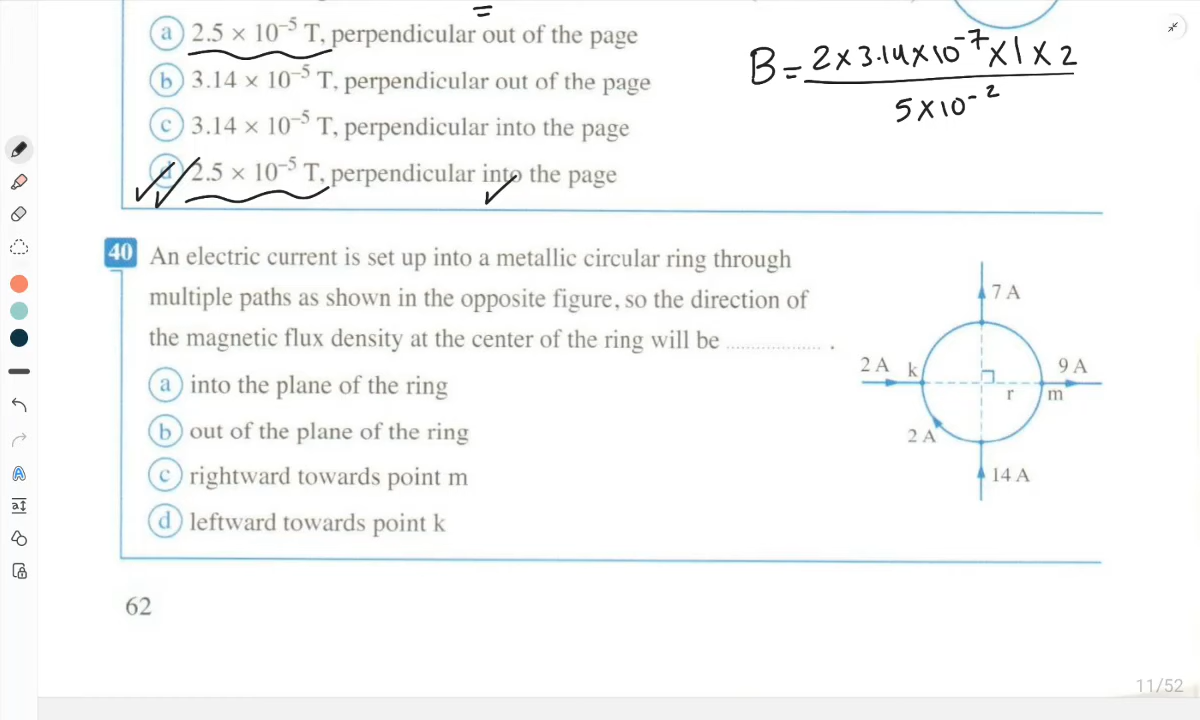 =
a 2.5 × 10⁻⁵ T, perpendicular out of the page
b 3.14 × 10⁻⁵ T, perpendicular out of the page
c 3.14 × 10⁻⁵ T, perpendicular into the page
d 2.5 × 10⁻⁵ T, perpendicular into the page
B = 2 × 3.14 × 10⁻⁷ × 1 × 2
5 × 10⁻²
40 An electric current is set up into a metallic circular ring through
multiple paths as shown in the opposite figure, so the direction of
the magnetic flux density at the center of the ring will be .................. .
a into the plane of the ring
b out of the plane of the ring
c rightward towards point m
d leftward towards point k
7 A
2 A k
9 A
r m
2 A
14 A
62
11/52
A
aI